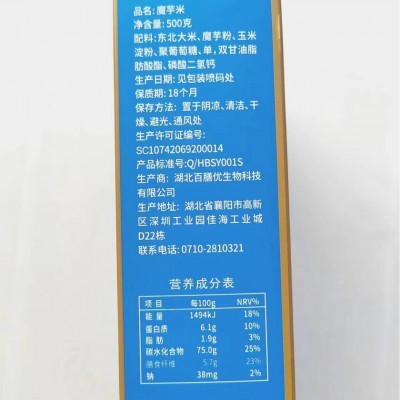 品名:魔芋米
净含量:500克
配料:东北大米、魔芋粉、玉米
淀粉、聚葡萄糖、单,双甘油脂
肪酸酯、磷酸二氢钙
生产日期:见包装喷码处
保质期:18个月
保存方法:置于阴凉、清洁、干
燥、避光、通风处
生产许可证编号:
SC10742069200014
产品标准号:Q/HBSY001S
生产商:湖北百膳优生物科技
有限公司
生产地址:湖北省襄阳市高新
区深圳工业园佳海工业城
D22栋
联系电话:0710-2810321
营养成分表
项目 每100g NRV%
能量 1494kJ 18%
蛋白质 6.1g 10%
脂肪 1.9g 3%
碳水化合物 75.0g 25%
膳食纤维 5.7g 23%
钠 38mg 2%